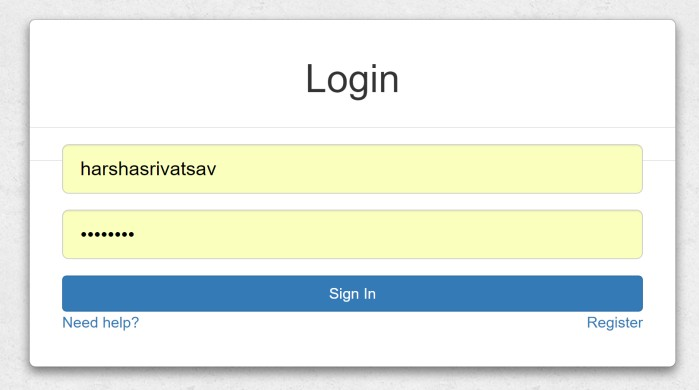 Login
harshasrivatsav
••••••••
Sign In
Need help? Register